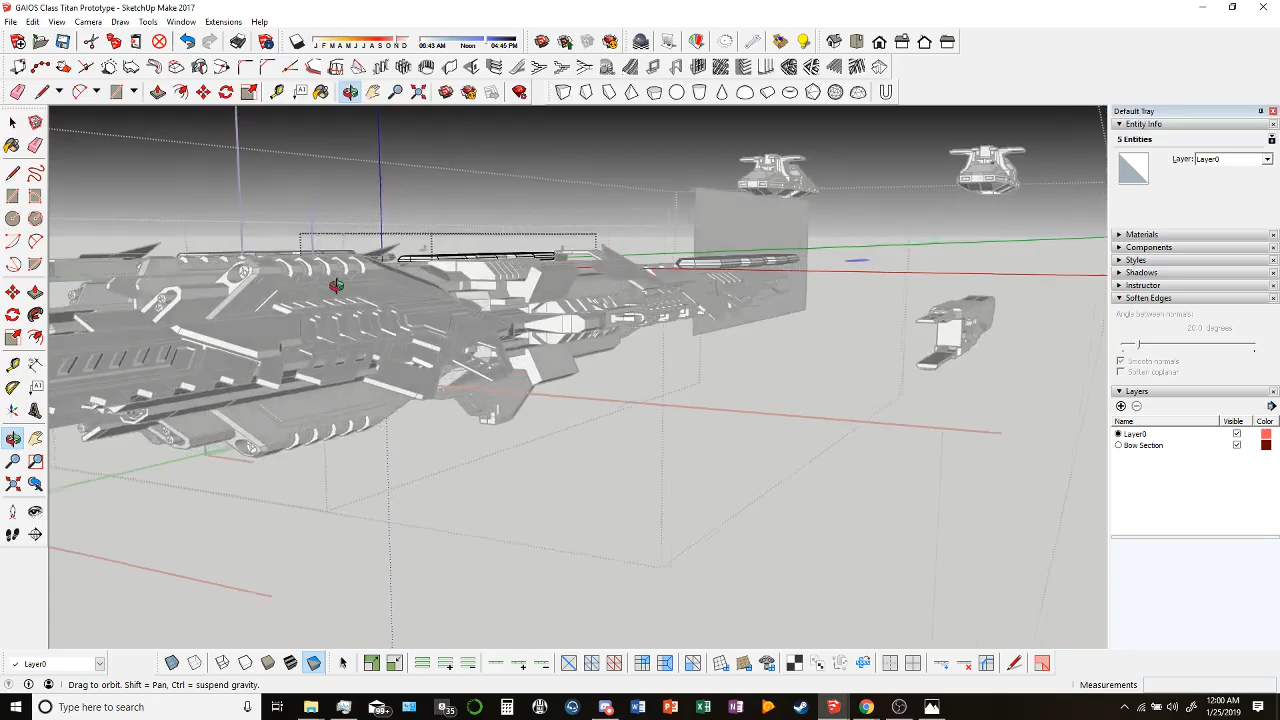 GAIOS Class Titan Prototype - SketchUp Make 2017
File Edit View Camera Draw Tools Window Extensions Help
J F M A M J J A S O N D
06:43 AM Noon 04:45 PM
Default Tray
Entity Info
5 Entities
Layer: Layer0
Materials
Components
Styles
Shadows
Instructor
Soften Edges
Angle between normals:
20.0 degrees
Smooth normals
Soften coplanar
Layers
Name Visible Color
Layer0
Bow Section
Layer0
Drag to orbit. Shift = Pan, Ctrl = suspend gravity.
Measurements
Type here to search
99+
35
12:00 AM
1/25/2019